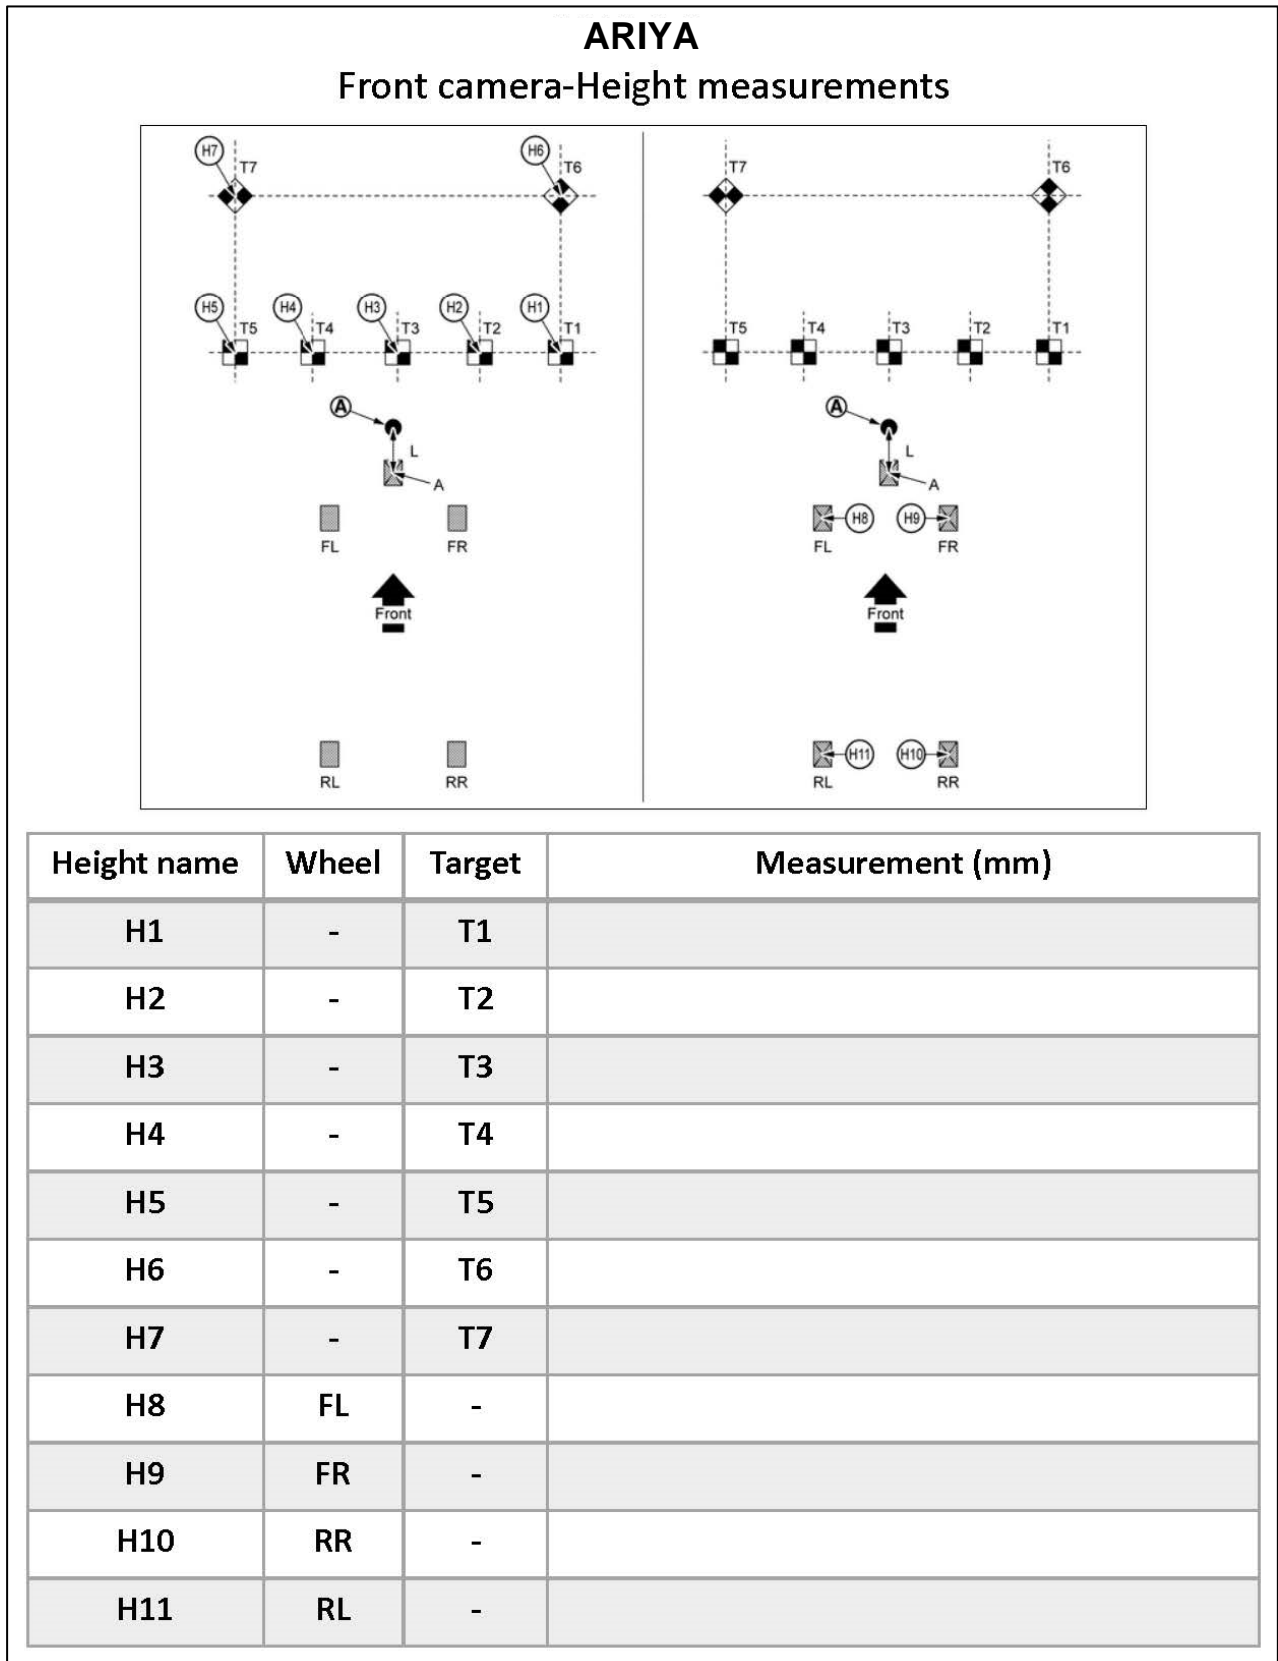 ARIYA
Front camera-Height measurements
H7 T7 H6 T6
H5 T5 H4 T4 H3 T3 H2 T2 H1 T1
A
L
A
FL FR
Front
RL RR
T7 T6
T5 T4 T3 T2 T1
A
L
A
H8 H9
FL FR
Front
H11 H10
RL RR
Height name Wheel Target Measurement (mm)
H1 - T1
H2 - T2
H3 - T3
H4 - T4
H5 - T5
H6 - T6
H7 - T7
H8 FL -
H9 FR -
H10 RR -
H11 RL -